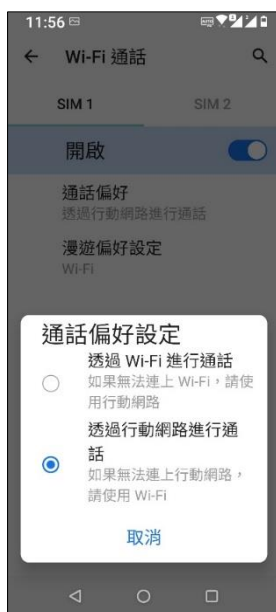 11:56
Wi-Fi 通話
SIM 1
SIM 2
開啟
通話偏好
透過行動網路進行通話
漫遊偏好設定
Wi-Fi
通話偏好設定
透過 Wi-Fi 進行通話
如果無法連上 Wi-Fi，請使
用行動網路
透過行動網路進行通
話
如果無法連上行動網路，
請使用 Wi-Fi
取消